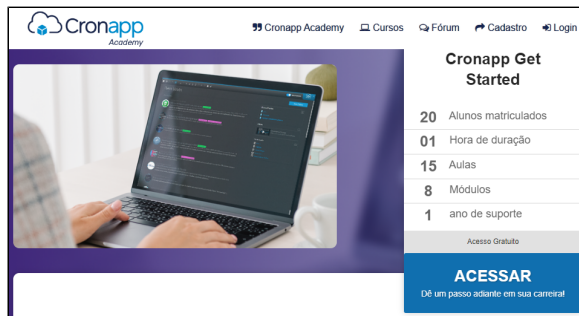 Cronapp
Academy
Cronapp Academy
Cursos
Fórum
Cadastro
Login
Cronapp Get
Started
20 Alunos matriculados
01 Hora de duração
15 Aulas
8 Módulos
1 ano de suporte
Acesso Gratuito
ACESSAR
Dê um passo adiante em sua carreira!